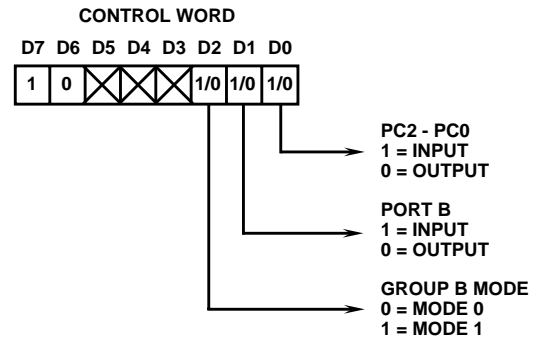 CONTROL WORD
D7 D6 D5 D4 D3 D2 D1 D0
1 0 1/0 1/0 1/0
PC2 - PC0
1 = INPUT
0 = OUTPUT
PORT B
1 = INPUT
0 = OUTPUT
GROUP B MODE
0 = MODE 0
1 = MODE 1